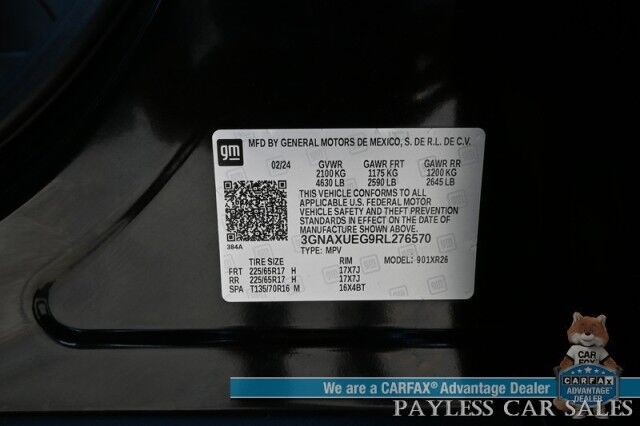 gm
MFD BY GENERAL MOTORS DE MEXICO, S. DE R.L. DE C.V.
02/24 GVWR GAWR FRT GAWR RR
2100 KG 1175 KG 1200 KG
4630 LB 2590 LB 2645 LB
THIS VEHICLE CONFORMS TO ALL
APPLICABLE U.S. FEDERAL MOTOR
VEHICLE SAFETY AND THEFT PREVENTION
STANDARDS IN EFFECT ON THE DATE OF
MANUFACTURE SHOWN ABOVE.
3GNAXUEG9RL276570
384A
TYPE: MPV MODEL: 901XR26
TIRE SIZE RIM
FRT 225/65R17 H 17X7J
RR 225/65R17 H 17X7J
SPA T135/70R16 M 16X4BT
CAR
FOX
We are a CARFAX® Advantage Dealer
CARFAX
ADVANTAGE
DEALER
PAYLESS CAR SALES